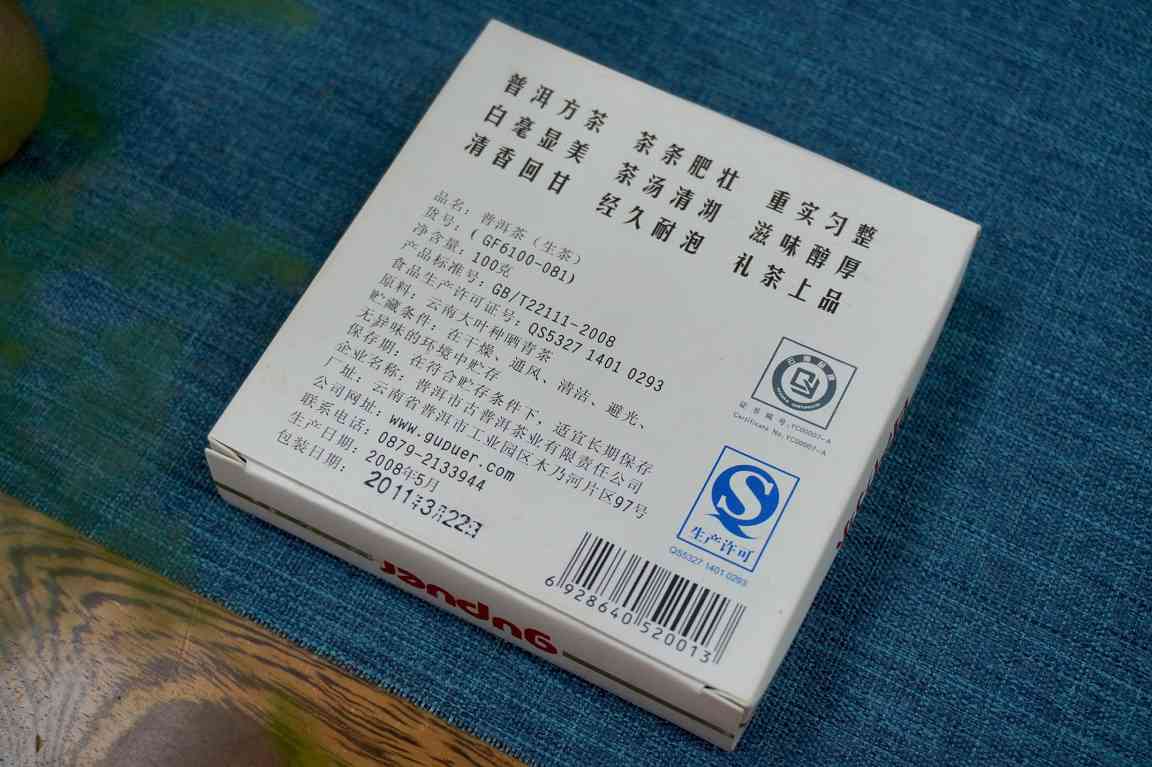 普洱方茶 茶条肥壮 重实匀整
白毫显美 茶汤清湖 滋味醇厚
清香回甘 经久耐泡 礼茶上品
品名：普洱茶（生茶）
货号：（GF6100-081）
净含量：100克
产品标准号：GB/T22111-2008
食品生产许可证号：QS5327 1401 0293
原料：云南大叶种晒青茶
贮藏条件：在干燥、通风、清洁、避光、
无异味的环境中贮存
保存期：在符合贮存条件下，适宜长期保存
企业名称：普洱市古普洱茶业有限责任公司
厂址：云南省普洱市工业园区木乃河片区97号
公司网址：www.gupuer.com
联系电话：0879-2133944
生产日期：2008年5月
包装日期：2011年3月22日
证书编号：YC00007-A
Certificate No.YC00007-A
生产许可
QS5327 1401 0293
6 928640 520013
Gupuer